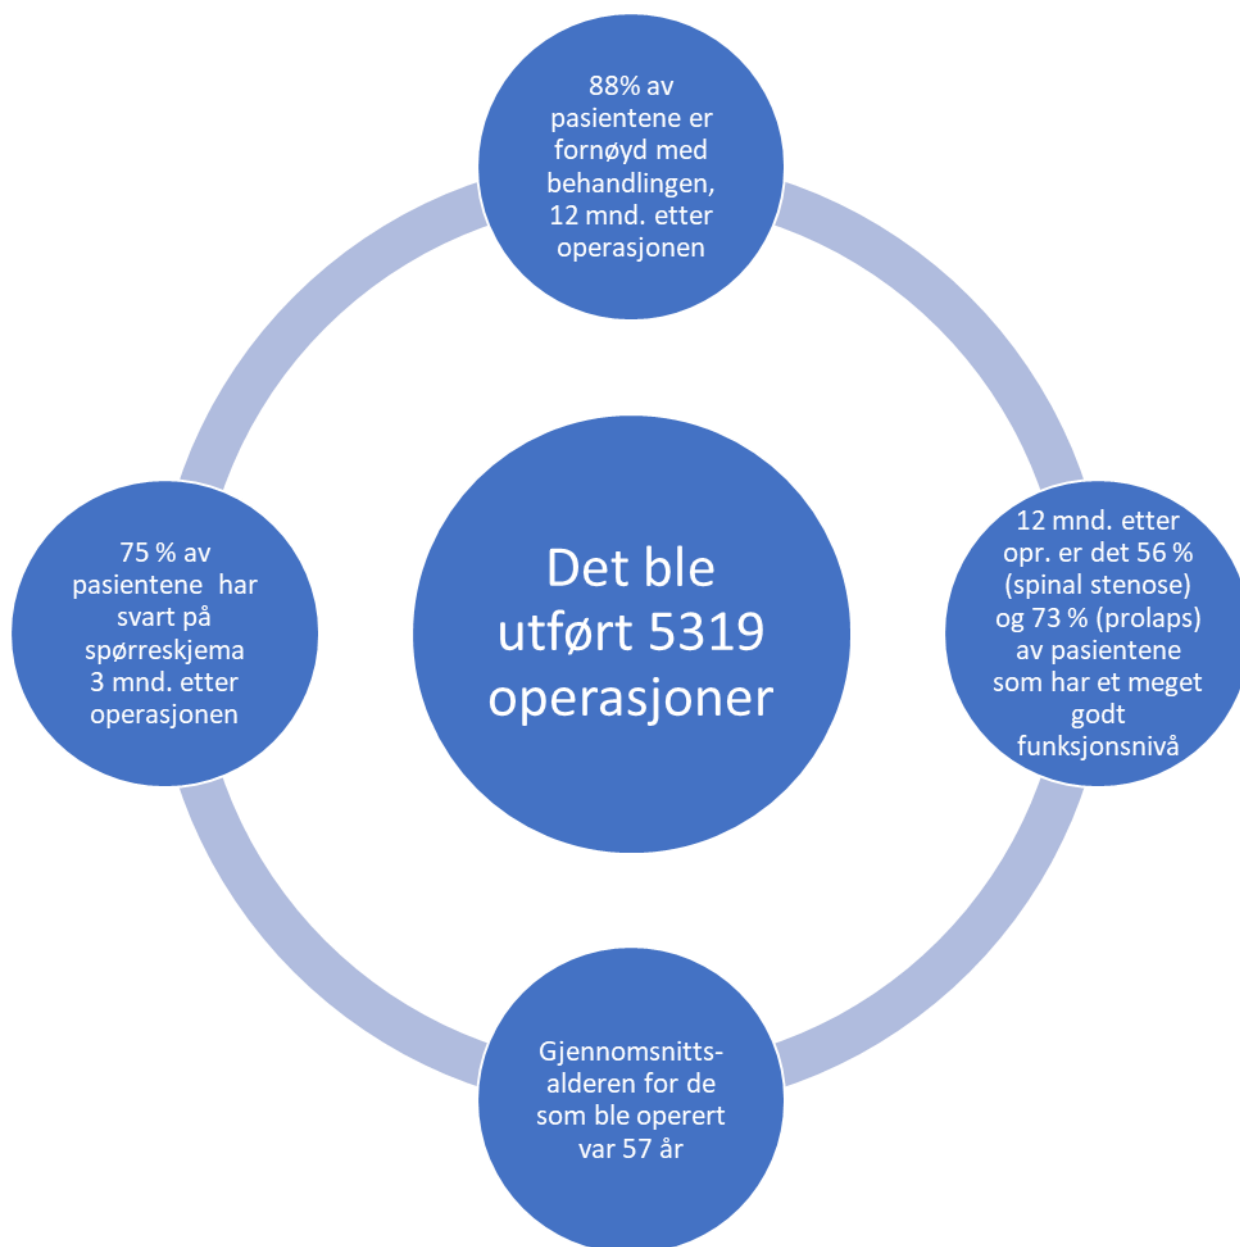 88% av
pasientene er
fornøyd med
behandlingen,
12 mnd. etter
operasjonen
75 % av
pasientene  har
svart på
spørreskjema
3 mnd. etter
operasjonen
Det ble
utført 5319
operasjoner
12 mnd. etter
opr. er det 56 %
(spinal stenose)
og 73 % (prolaps)
av pasientene
som har et meget
godt
funksjonsnivå
Gjennomsnitts-
alderen for de
som ble operert
var 57 år